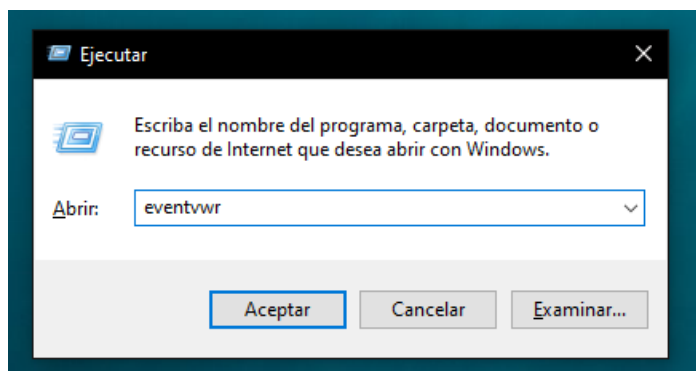 Ejecutar
Escriba el nombre del programa, carpeta, documento o
recurso de Internet que desea abrir con Windows.
Abrir:
eventvwr
Aceptar
Cancelar
Examinar...